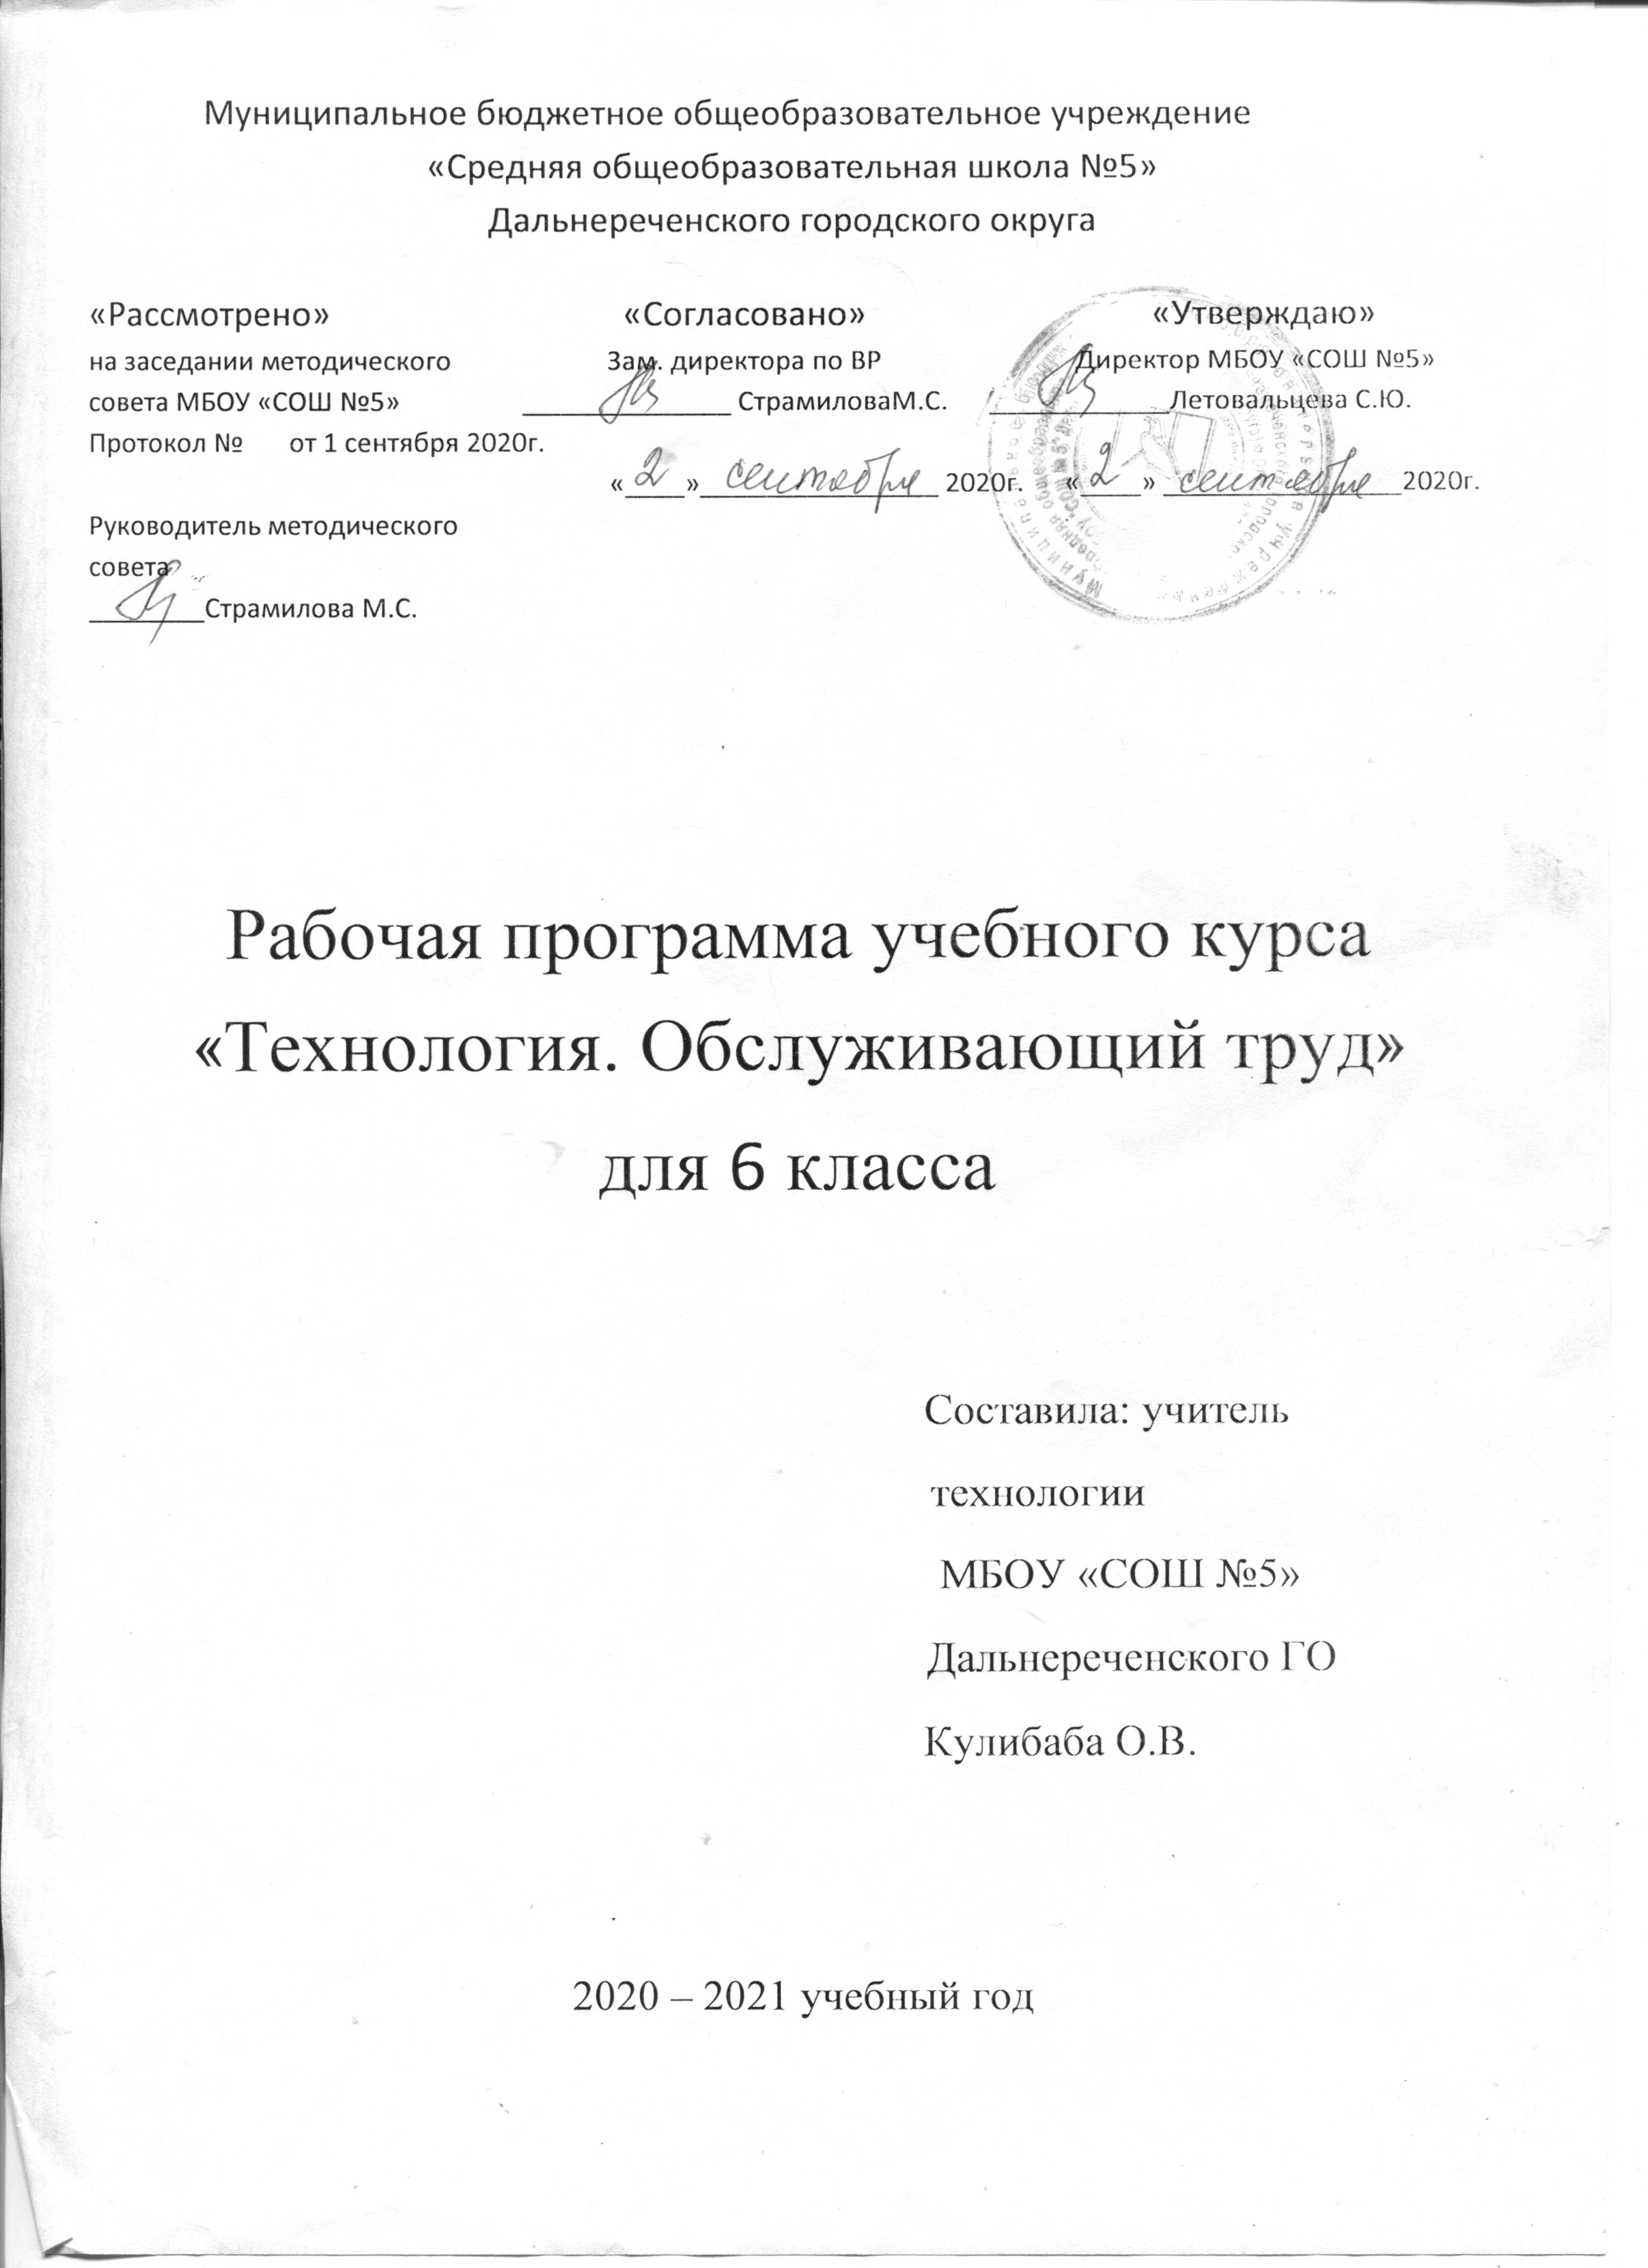 Муниципальное бюджетное общеобразовательное учреждение
«Средняя общеобразовательная школа №5»
Дальнереченского городского округа
«Рассмотрено»
на заседании методического
совета МБОУ «СОШ №5»
Протокол № от 1 сентября 2020г.
Руководитель методического
совета
_________Страмилова М.С.
«Согласовано»
Зам. директора по ВР
________________ СтрамиловаМ.С.
«2» сентября 2020г.
«Утверждаю»
Директор МБОУ «СОШ №5»
______________Летовальцева С.Ю.
«2» сентября 2020г.
Рабочая программа учебного курса
«Технология. Обслуживающий труд»
для 6 класса
Составила: учитель
технологии
МБОУ «СОШ №5»
Дальнереченского ГО
Кулибаба О.В.
2020 – 2021 учебный год